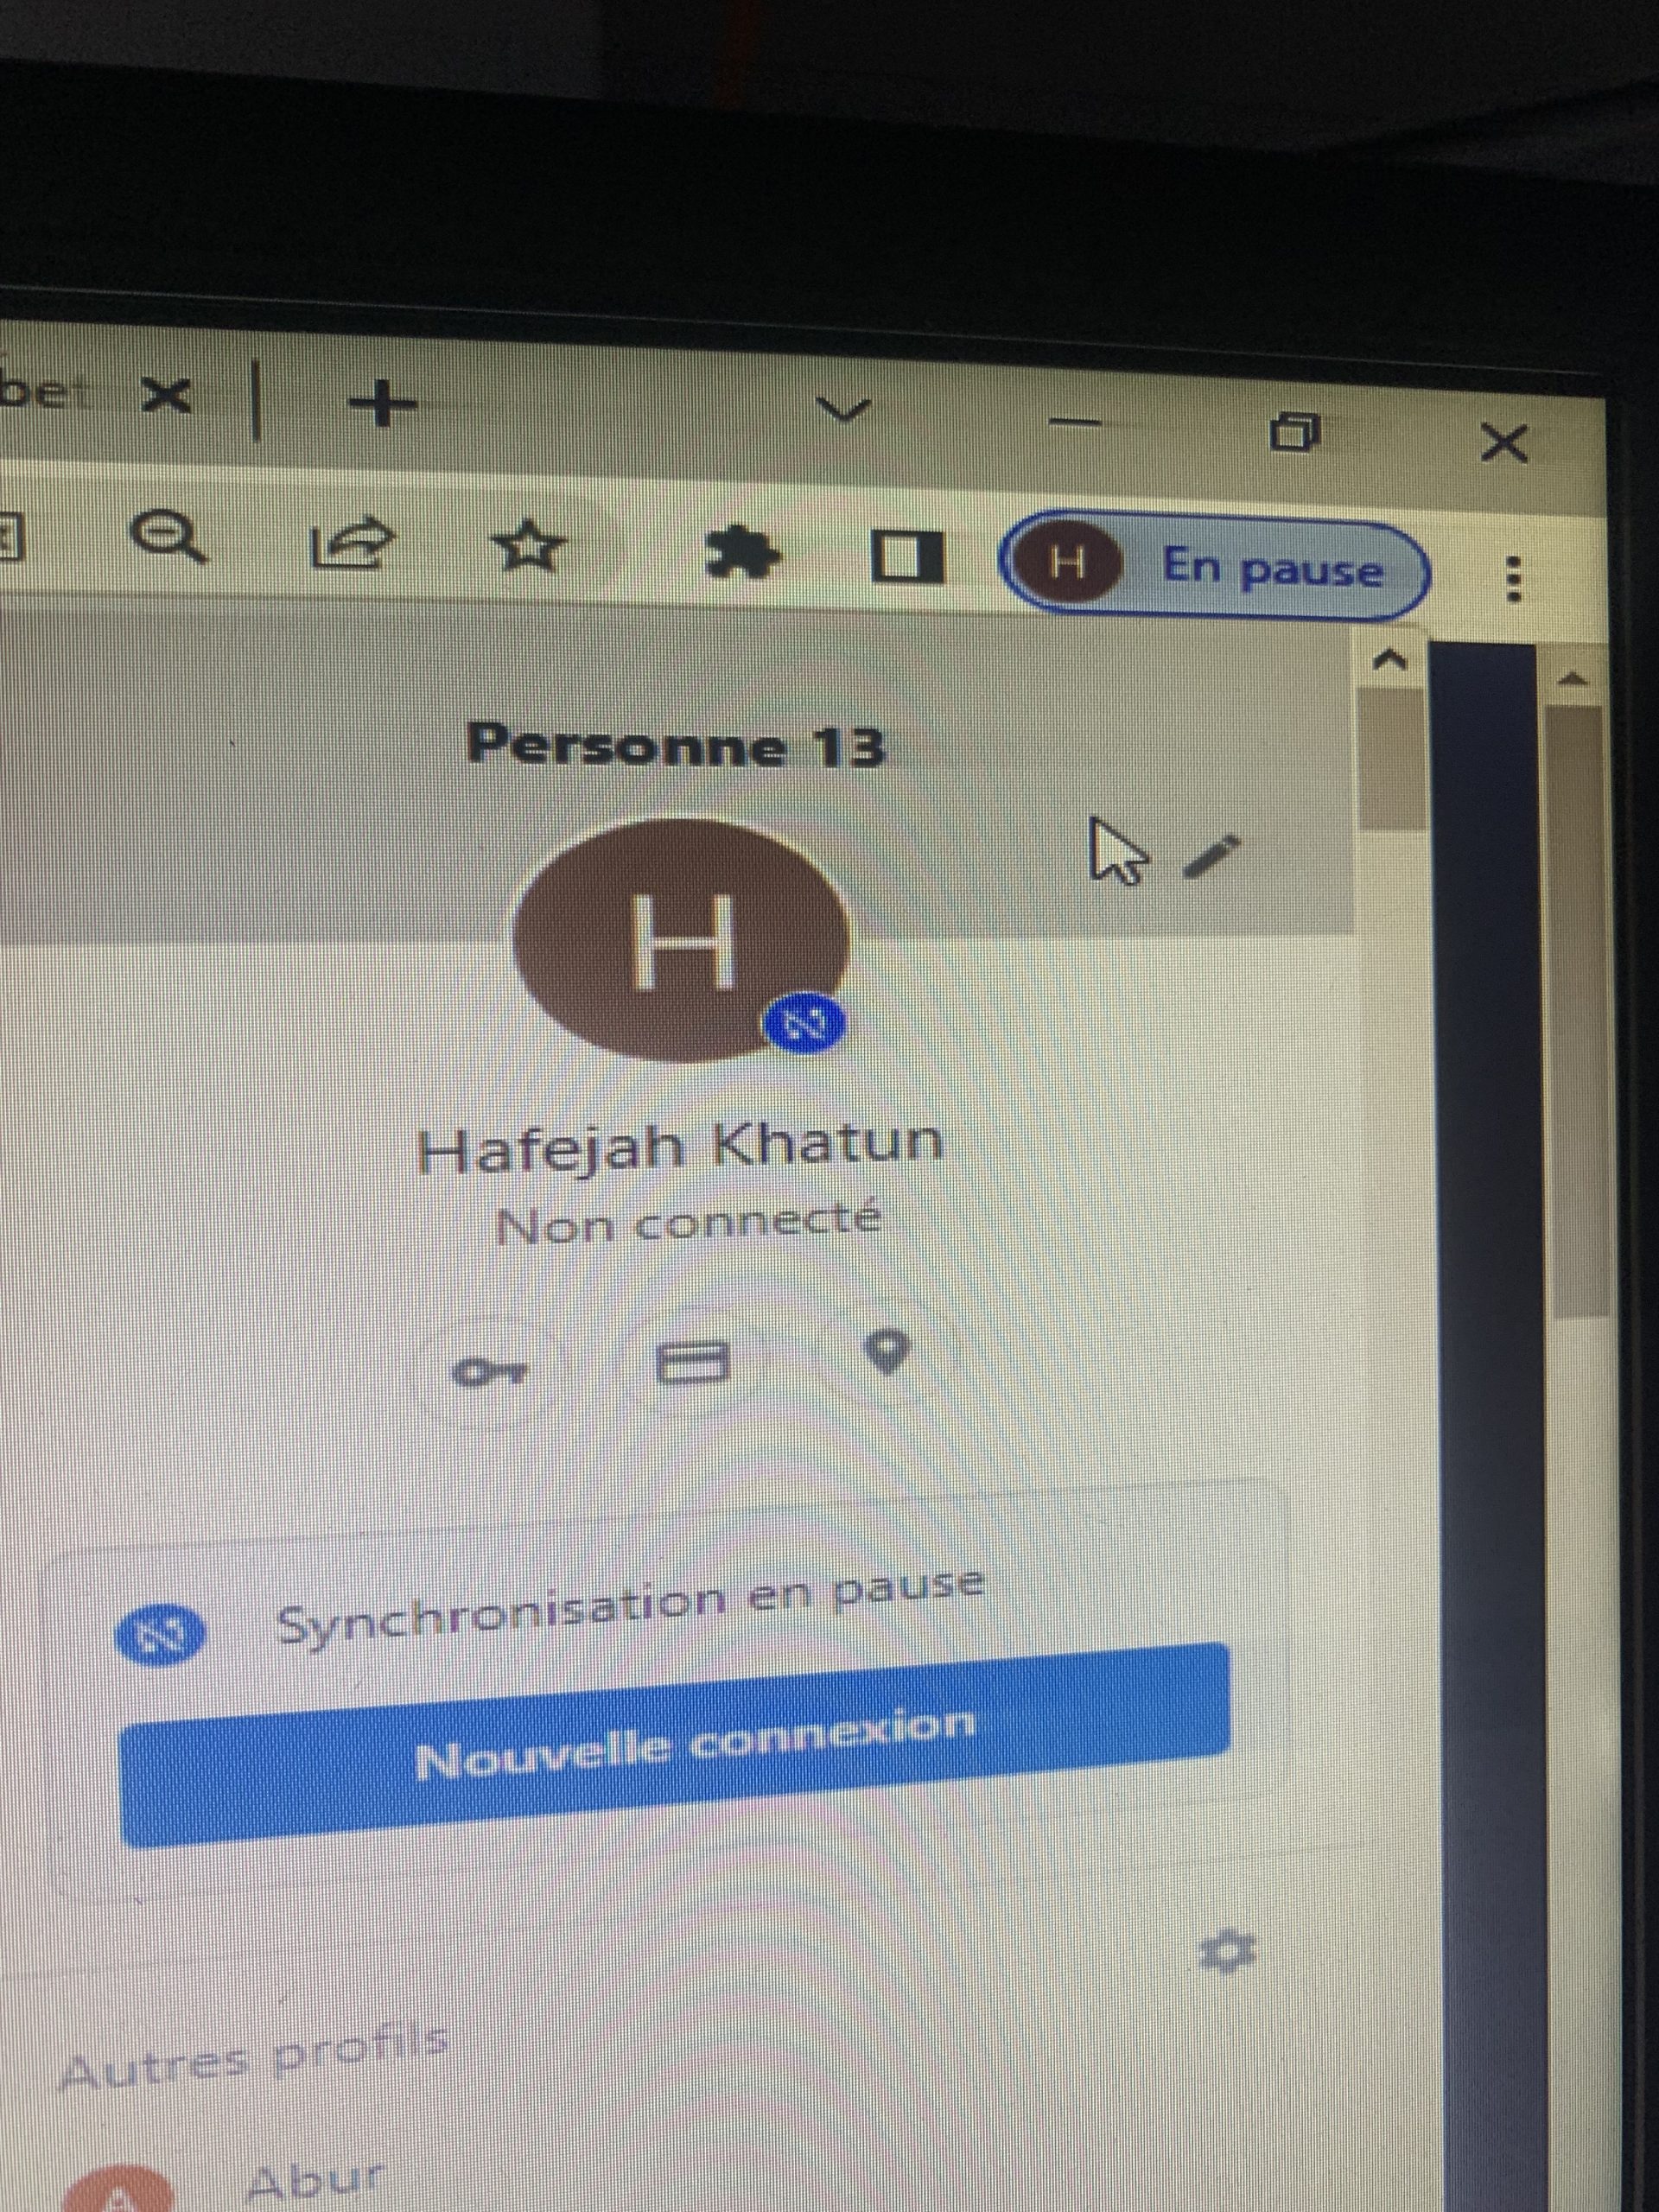 bet
H En pause
Personne 13
H
Hafejah Khatun
Non connecté
Synchronisation en pause
Nouvelle connexion
Autres profils
A Abur